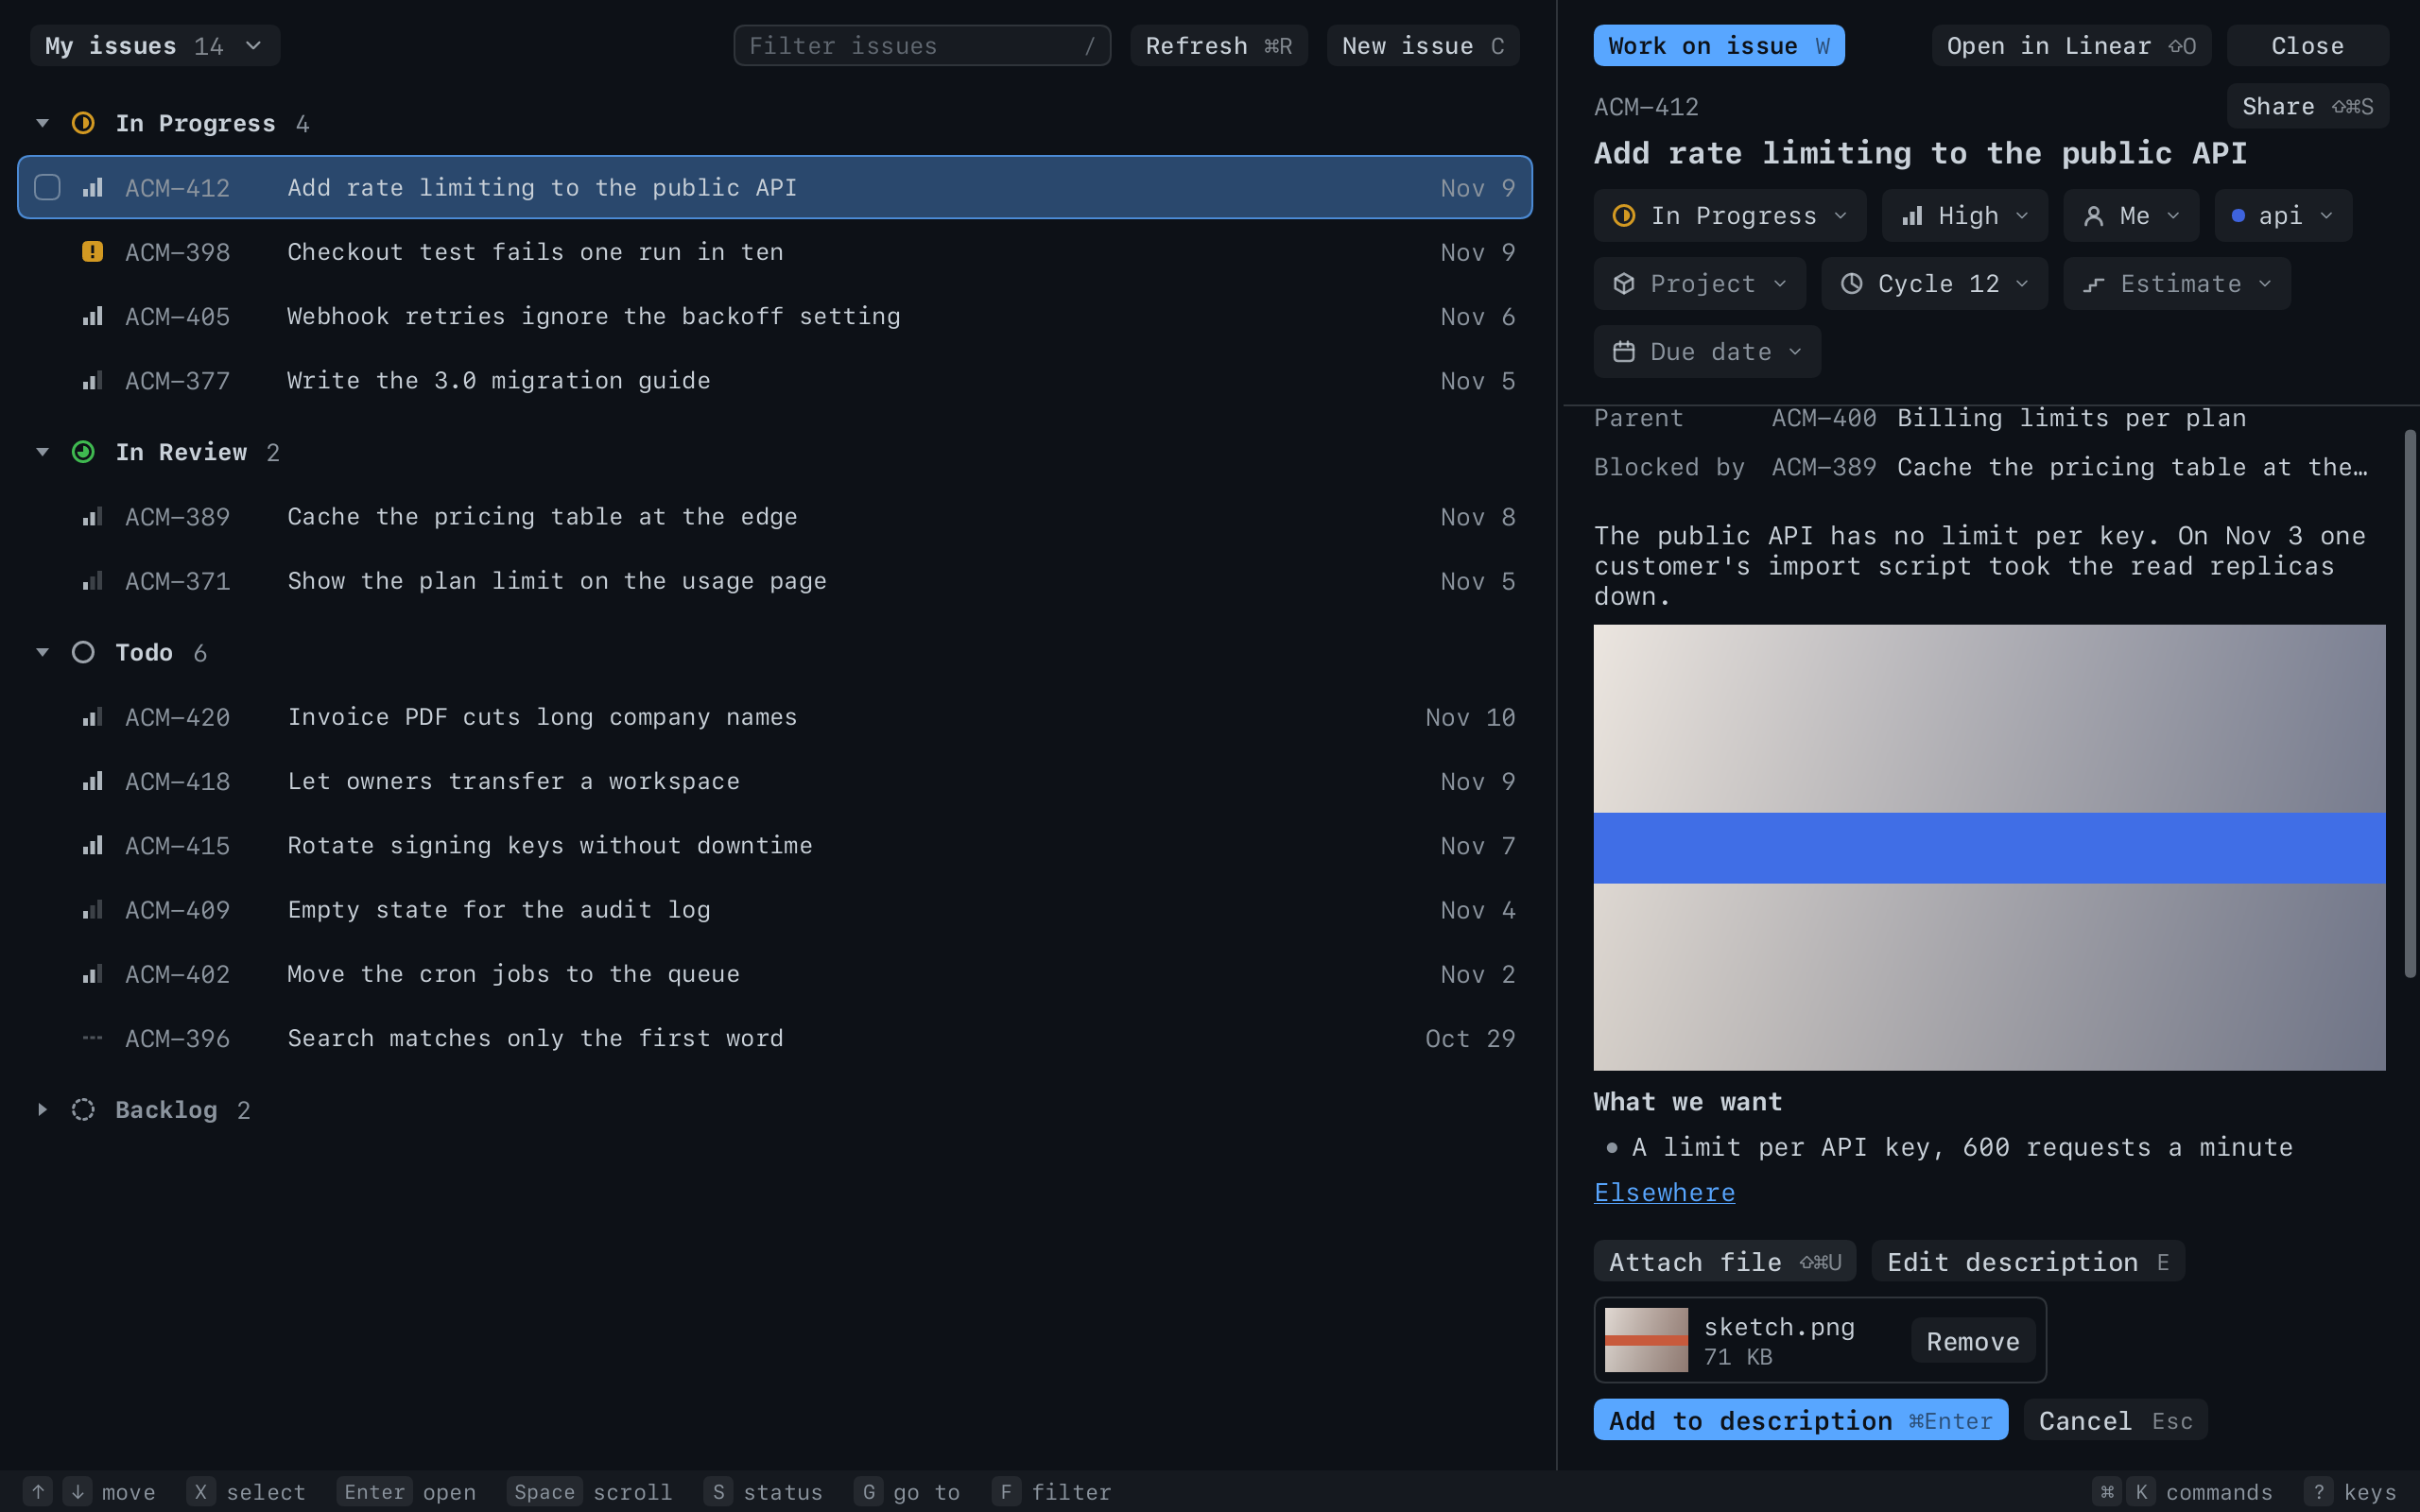 My issues 14
Filter issues /
Refresh ⌘R
New issue C
In Progress 4
ACM-412 Add rate limiting to the public API Nov 9
ACM-398 Checkout test fails one run in ten Nov 9
ACM-405 Webhook retries ignore the backoff setting Nov 6
ACM-377 Write the 3.0 migration guide Nov 5
In Review 2
ACM-389 Cache the pricing table at the edge Nov 8
ACM-371 Show the plan limit on the usage page Nov 5
Todo 6
ACM-420 Invoice PDF cuts long company names Nov 10
ACM-418 Let owners transfer a workspace Nov 9
ACM-415 Rotate signing keys without downtime Nov 7
ACM-409 Empty state for the audit log Nov 4
ACM-402 Move the cron jobs to the queue Nov 2
ACM-396 Search matches only the first word Oct 29
Backlog 2
Work on issue W
Open in Linear ⇧O
Close
ACM-412
Share ⇧⌘S
Add rate limiting to the public API
In Progress High Me api
Project Cycle 12 Estimate
Due date
Parent ACM-400 Billing limits per plan
Blocked by ACM-389 Cache the pricing table at the…
The public API has no limit per key. On Nov 3 one
customer's import script took the read replicas
down.
What we want
• A limit per API key, 600 requests a minute
Elsewhere
Attach file ⇧⌘U
Edit description E
sketch.png
71 KB
Remove
Add to description ⌘Enter
Cancel Esc
↑ ↓ move X select Enter open Space scroll S status G go to F filter
⌘ K commands ? keys